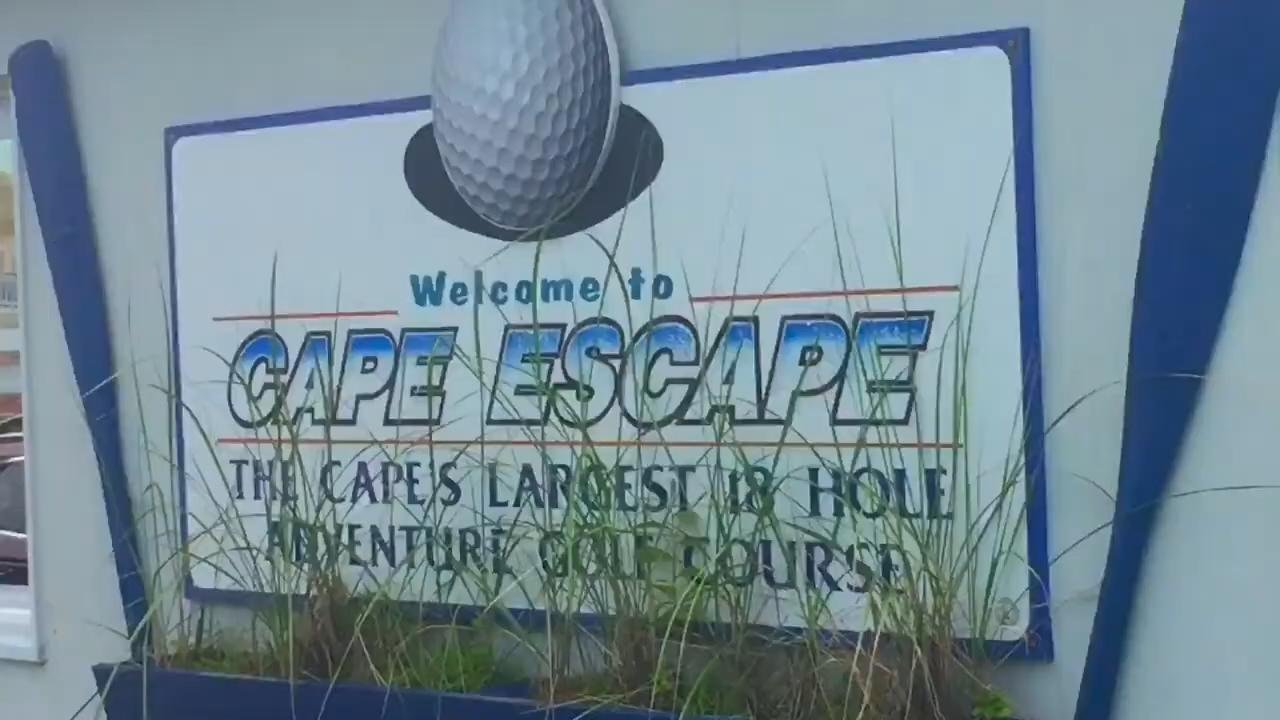 Welcome to
CAPE ESCAPE
THE CAPE'S LARGEST 18 HOLE
ADVENTURE GOLF COURSE